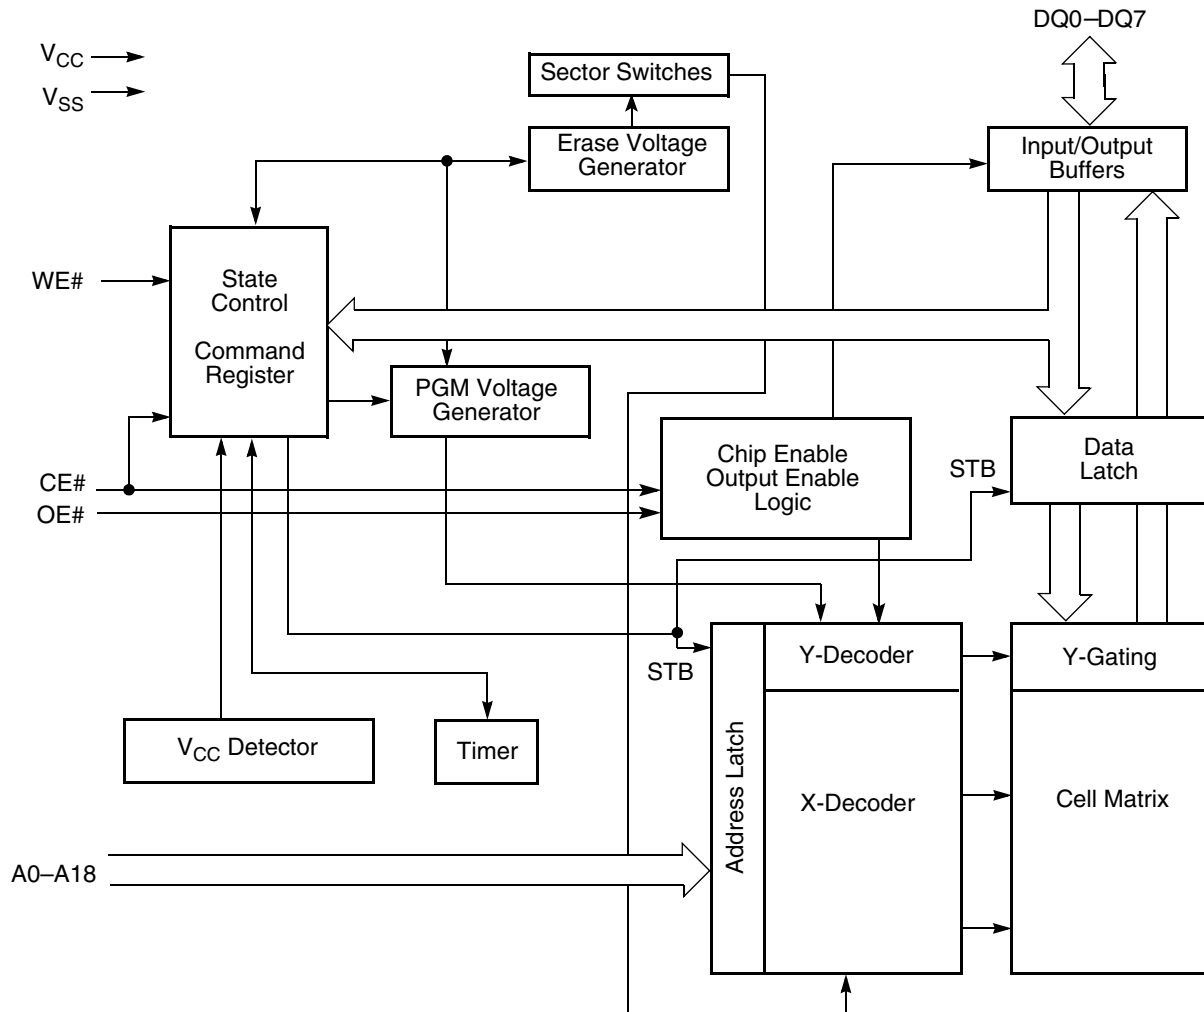 DQ0–DQ7
VCC
VSS
Sector Switches
Erase Voltage
Generator
Input/Output
Buffers
WE#
State
Control
Command
Register
PGM Voltage
Generator
Chip Enable
Output Enable
Logic
Data
Latch
STB
CE#
OE#
STB
Y-Decoder
Y-Gating
VCC Detector
Timer
Address Latch
X-Decoder
Cell Matrix
A0–A18